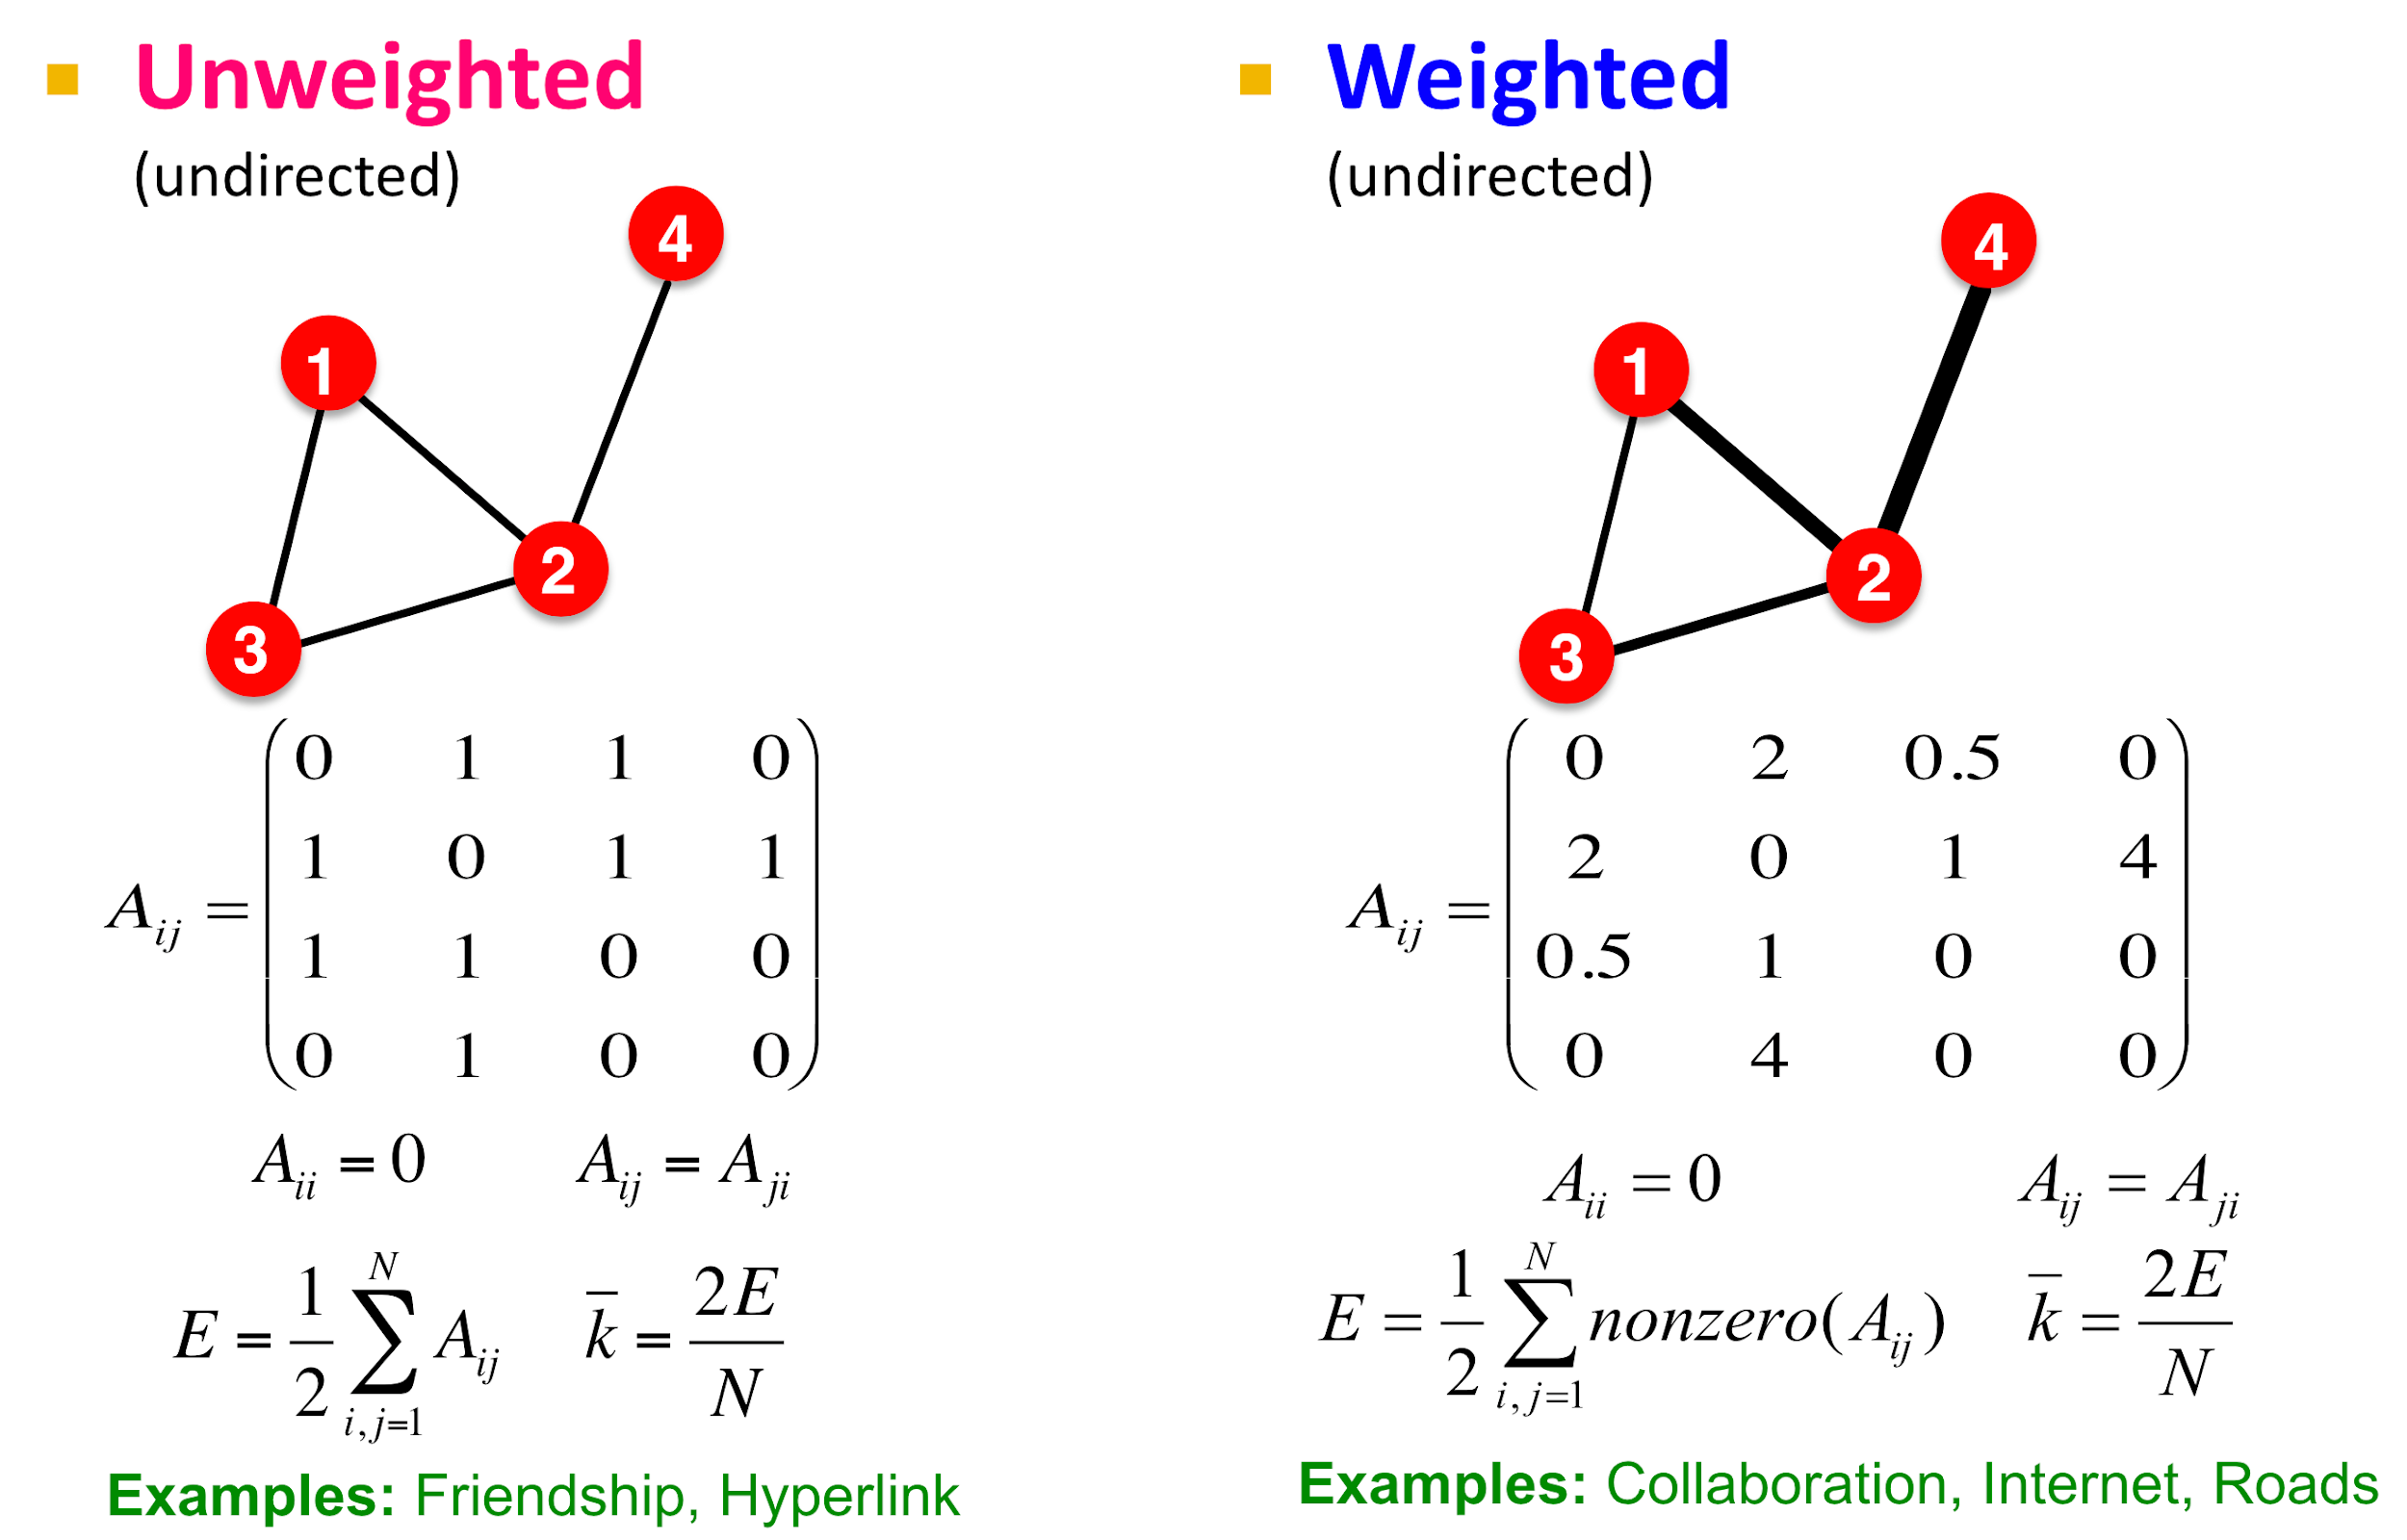 Unweighted
(undirected)
4
1
2
3
A_ij =
0 1 1 0
1 0 1 1
1 1 0 0
0 1 0 0
A_ii = 0 A_ij = A_ji
E = 1/2 ∑_{i,j=1}^{N} A_ij k̅ = 2E/N
Examples: Friendship, Hyperlink
Weighted
(undirected)
4
1
2
3
A_ij =
0 2 0.5 0
2 0 1 4
0.5 1 0 0
0 4 0 0
A_ii = 0 A_ij = A_ji
E = 1/2 ∑_{i,j=1}^{N} nonzero(A_ij) k̅ = 2E/N
Examples: Collaboration, Internet, Roads